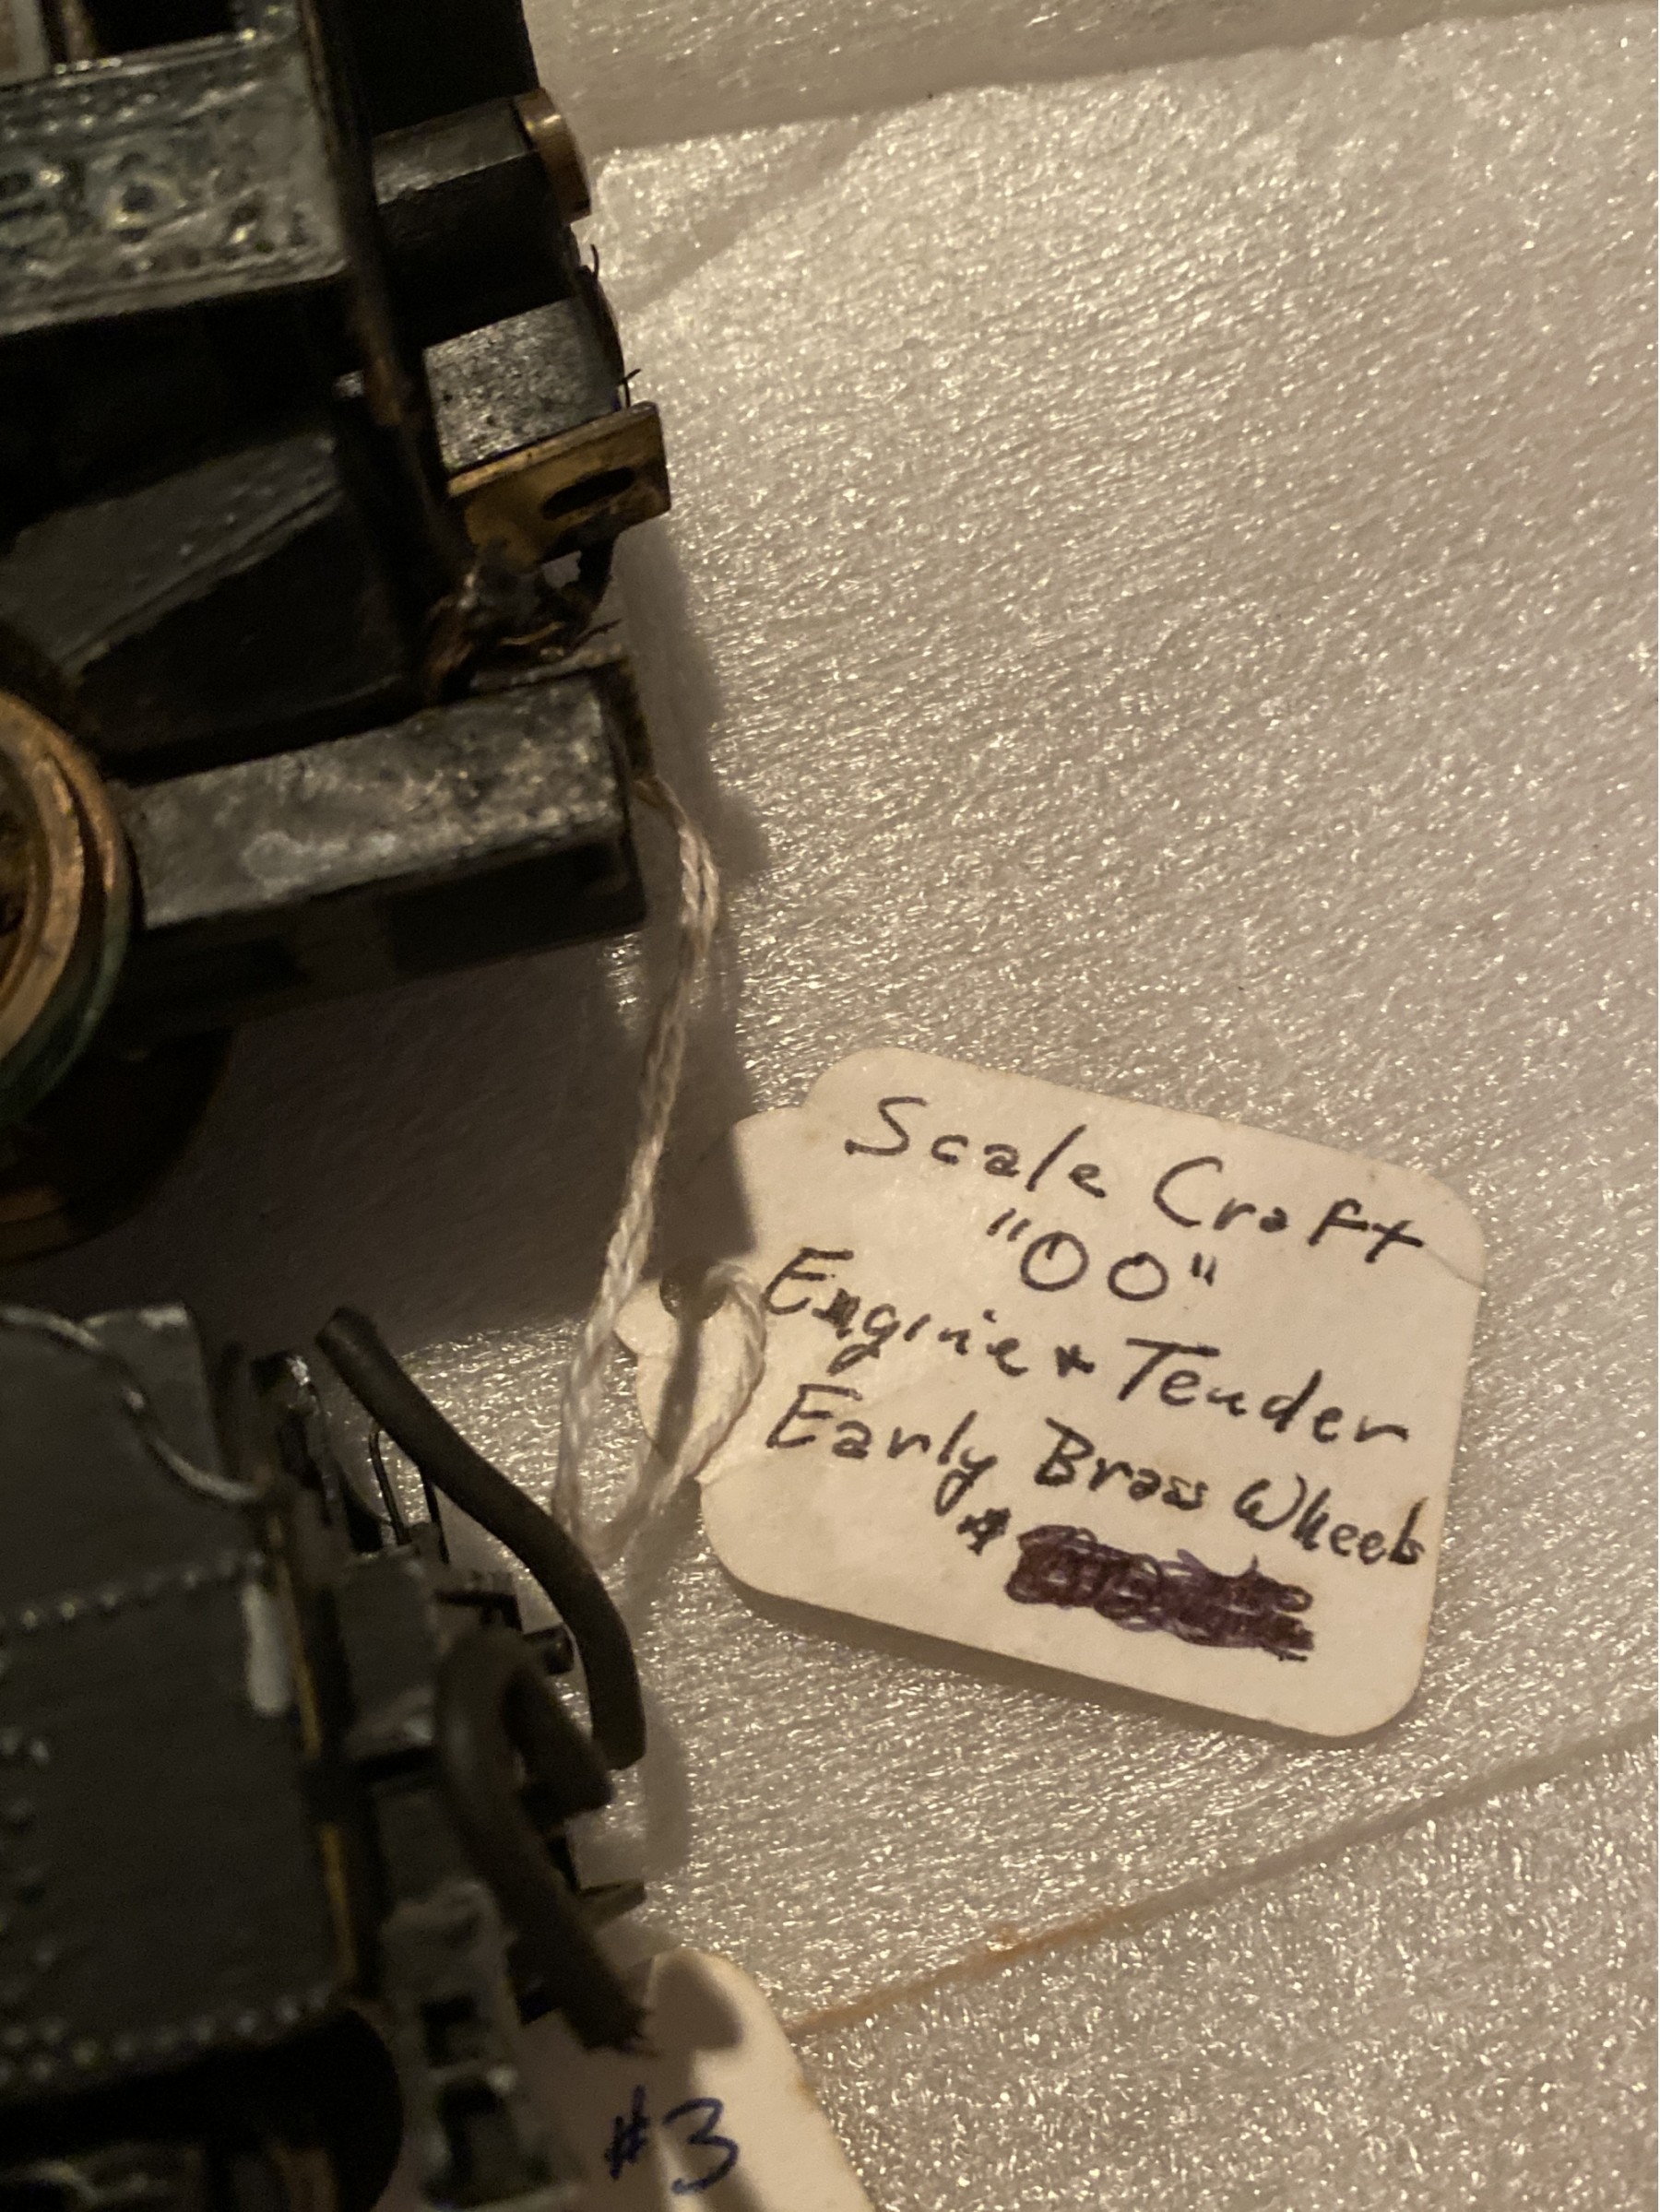 Scale Craft
"OO"
Engine & Tender
Early Brass Wheels
#3